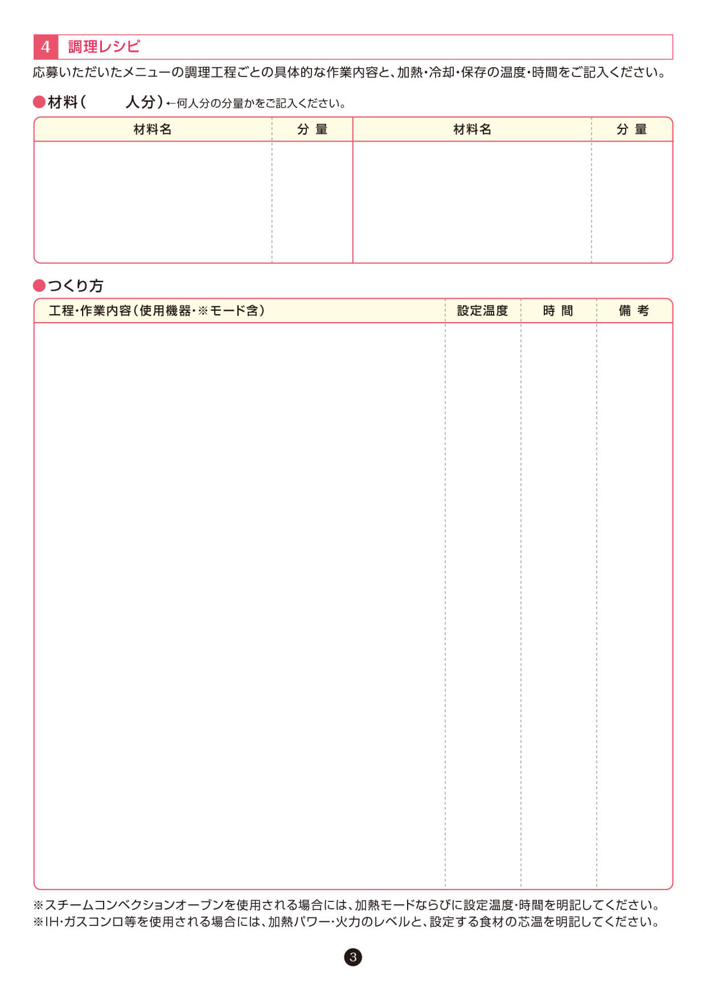 4 調理レシピ
応募いただいたメニューの調理工程ごとの具体的な作業内容と、加熱・冷却・保存の温度・時間をご記入ください。
●材料(　　人分)←何人分の分量かをご記入ください。
材料名 分量 材料名 分量
●つくり方
工程・作業内容(使用機器・※モード含) 設定温度 時間 備考
※スチームコンベクションオーブンを使用される場合には、加熱モードならびに設定温度・時間を明記してください。
※IH・ガスコンロ等を使用される場合には、加熱パワー・火力のレベルと、設定する食材の芯温を明記してください。
3